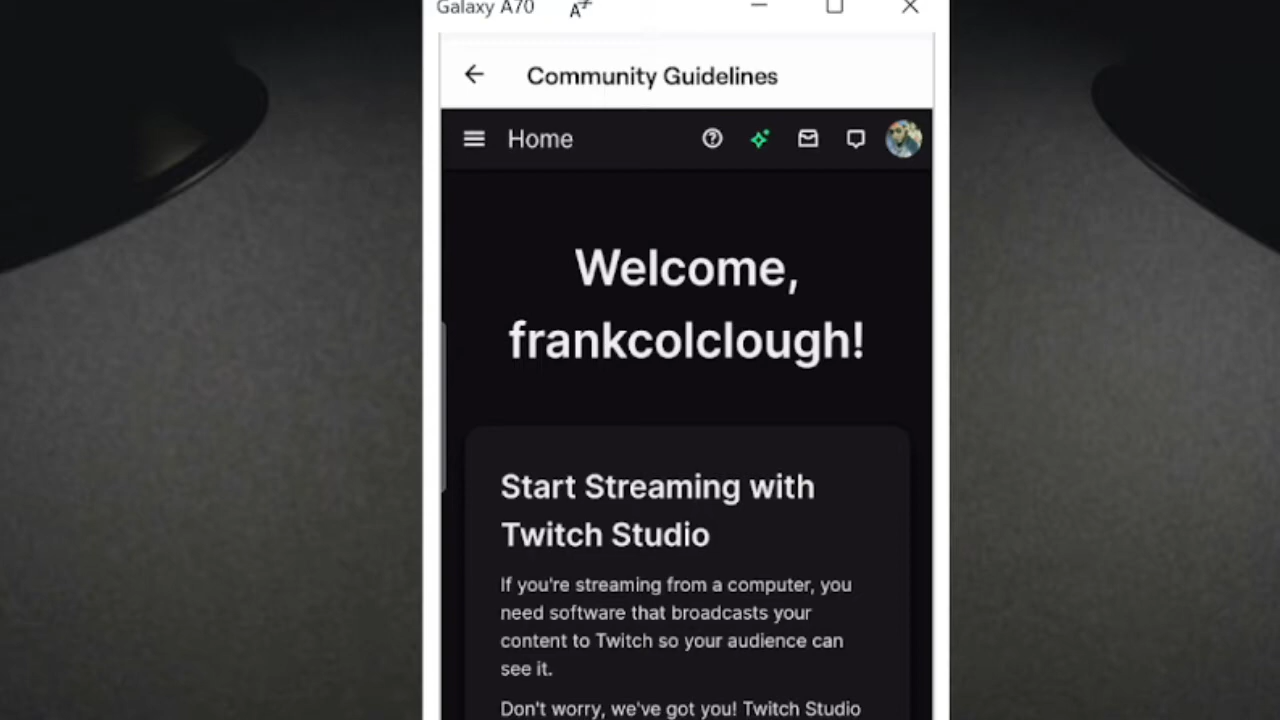 Galaxy A70
Community Guidelines
Home
Welcome,
frankcolclough!
Start Streaming with
Twitch Studio
If you're streaming from a computer, you
need software that broadcasts your
content to Twitch so your audience can
see it.
Don't worry, we've got you! Twitch Studio